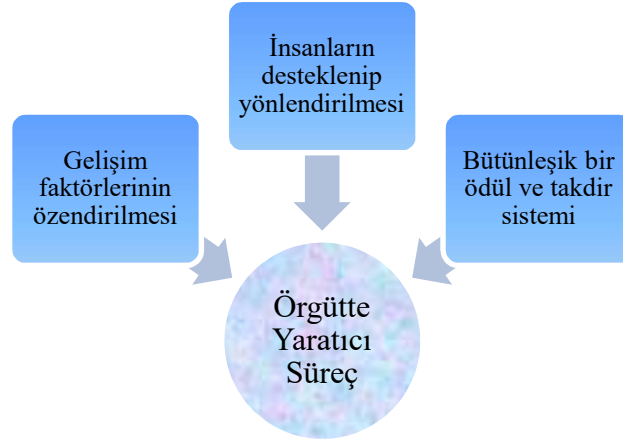 İnsanların
desteklenip
yönlendirilmesi
Gelişim
faktörlerinin
özendirilmesi
Bütünleşik bir
ödül ve takdir
sistemi
Örgütte
Yaratıcı
Süreç